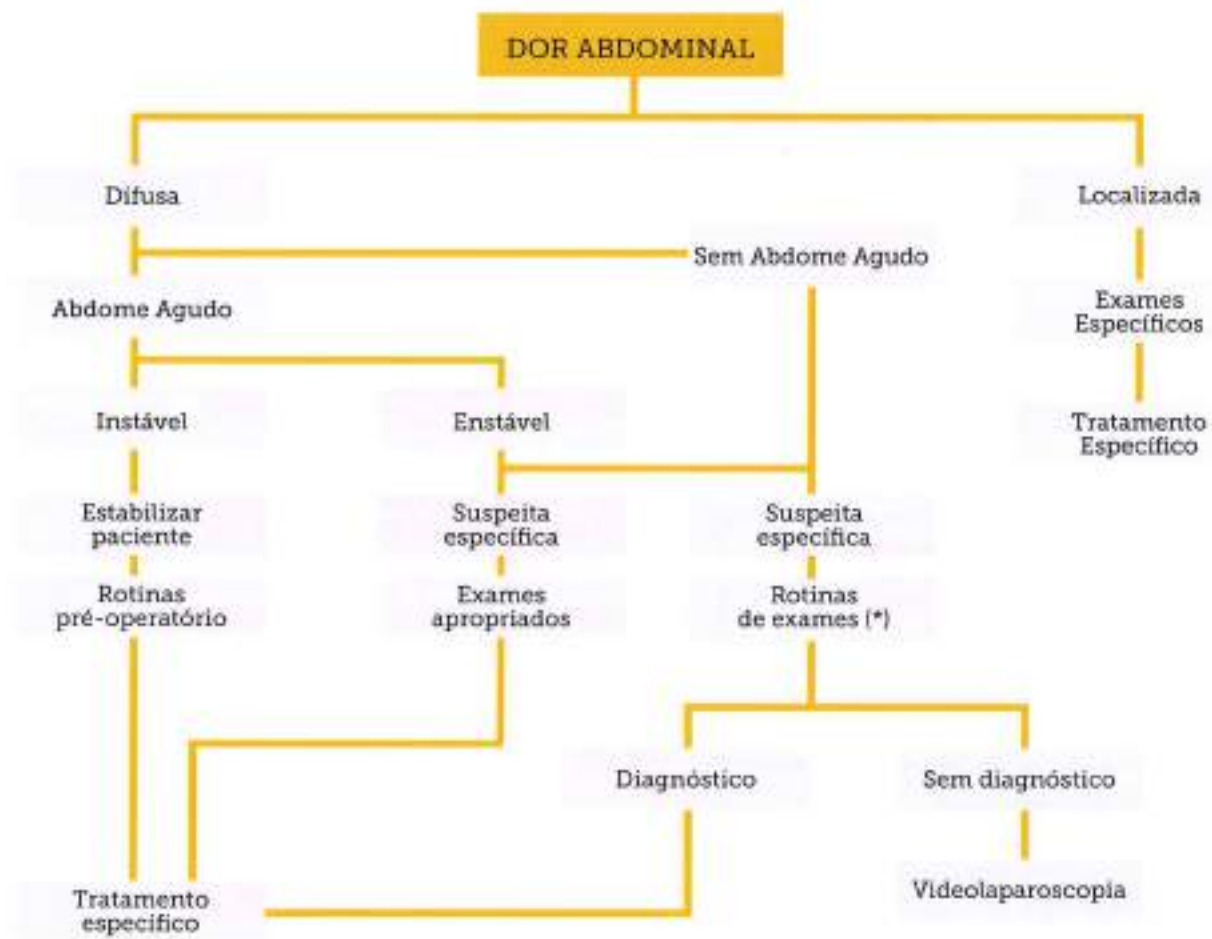 DOR ABDOMINAL
Difusa
Localizada
Sem Abdome Agudo
Abdome Agudo
Exames
Específicos
Instável
Enstável
Tratamento
Específico
Estabilizar
paciente
Suspeita
específica
Suspeita
específica
Rotinas
pré-operatório
Exames
apropriados
Rotinas
de exames (*)
Diagnóstico
Sem diagnóstico
Tratamento
específico
Videolaparoscopia